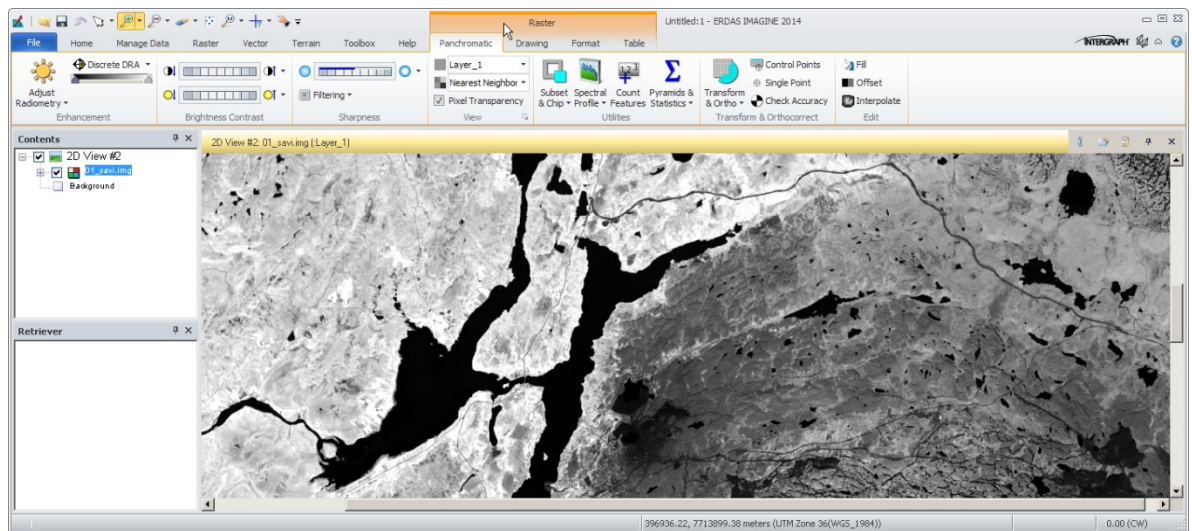 Raster
Untitled:1 - ERDAS IMAGINE 2014
File Home Manage Data Raster Vector Terrain Toolbox Help Panchromatic Drawing Format Table INTERGRAPH
Discrete DRA
Adjust
Radiometry
Enhancement
Brightness Contrast
Filtering
Sharpness
Layer_1
Nearest Neighbor
Pixel Transparency
View
Subset
& Chip
Spectral
Profile
Count
Features
Pyramids &
Statistics
Utilities
Transform
& Ortho
Control Points
Single Point
Check Accuracy
Transform & Orthocorrect
Fill
Offset
Interpolate
Edit
Contents
2D View #2
01_savi.img
Background
Retriever
2D View #2: 01_savi.img (:Layer_1)
396936.22, 7713899.38 meters (UTM Zone 36(WGS_1984))
0.00 (CW)